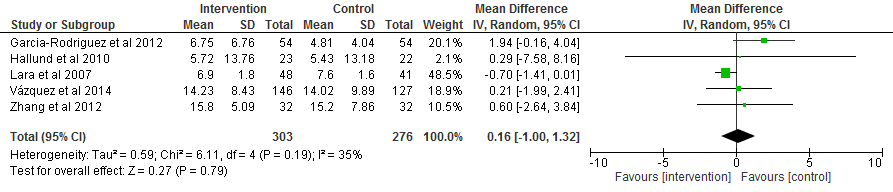 Intervention Control Mean Difference Mean Difference
Study or Subgroup Mean SD Total Mean SD Total Weight IV, Random, 95% CI IV, Random, 95% CI
Garcia-Rodriguez et al 2012 6.75 6.76 54 4.81 4.04 54 20.1% 1.94 [-0.16, 4.04]
Hallund et al 2010 5.72 13.76 23 5.43 13.18 22 2.1% 0.29 [-7.58, 8.16]
Lara et al 2007 6.9 1.8 48 7.6 1.6 41 48.5% -0.70 [-1.41, 0.01]
Vázquez et al 2014 14.23 8.43 146 14.02 9.89 127 18.9% 0.21 [-1.99, 2.41]
Zhang et al 2012 15.8 5.09 32 15.2 7.86 32 10.5% 0.60 [-2.64, 3.84]
Total (95% CI) 303 276 100.0% 0.16 [-1.00, 1.32]
Heterogeneity: Tau² = 0.59; Chi² = 6.11, df = 4 (P = 0.19); I² = 35%
Test for overall effect: Z = 0.27 (P = 0.79)
-10 -5 0 5 10
Favours [intervention] Favours [control]